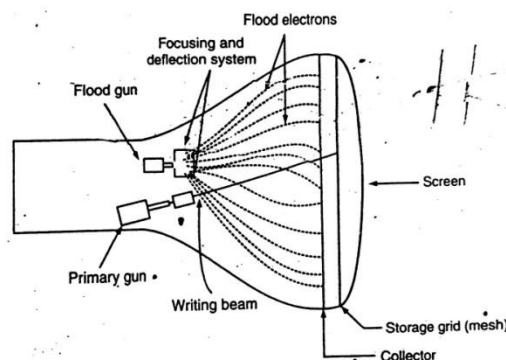 Focusing and
deflection system
Flood electrons
Flood gun
Screen
Primary gun
Writing beam
Storage grid (mesh)
Collector